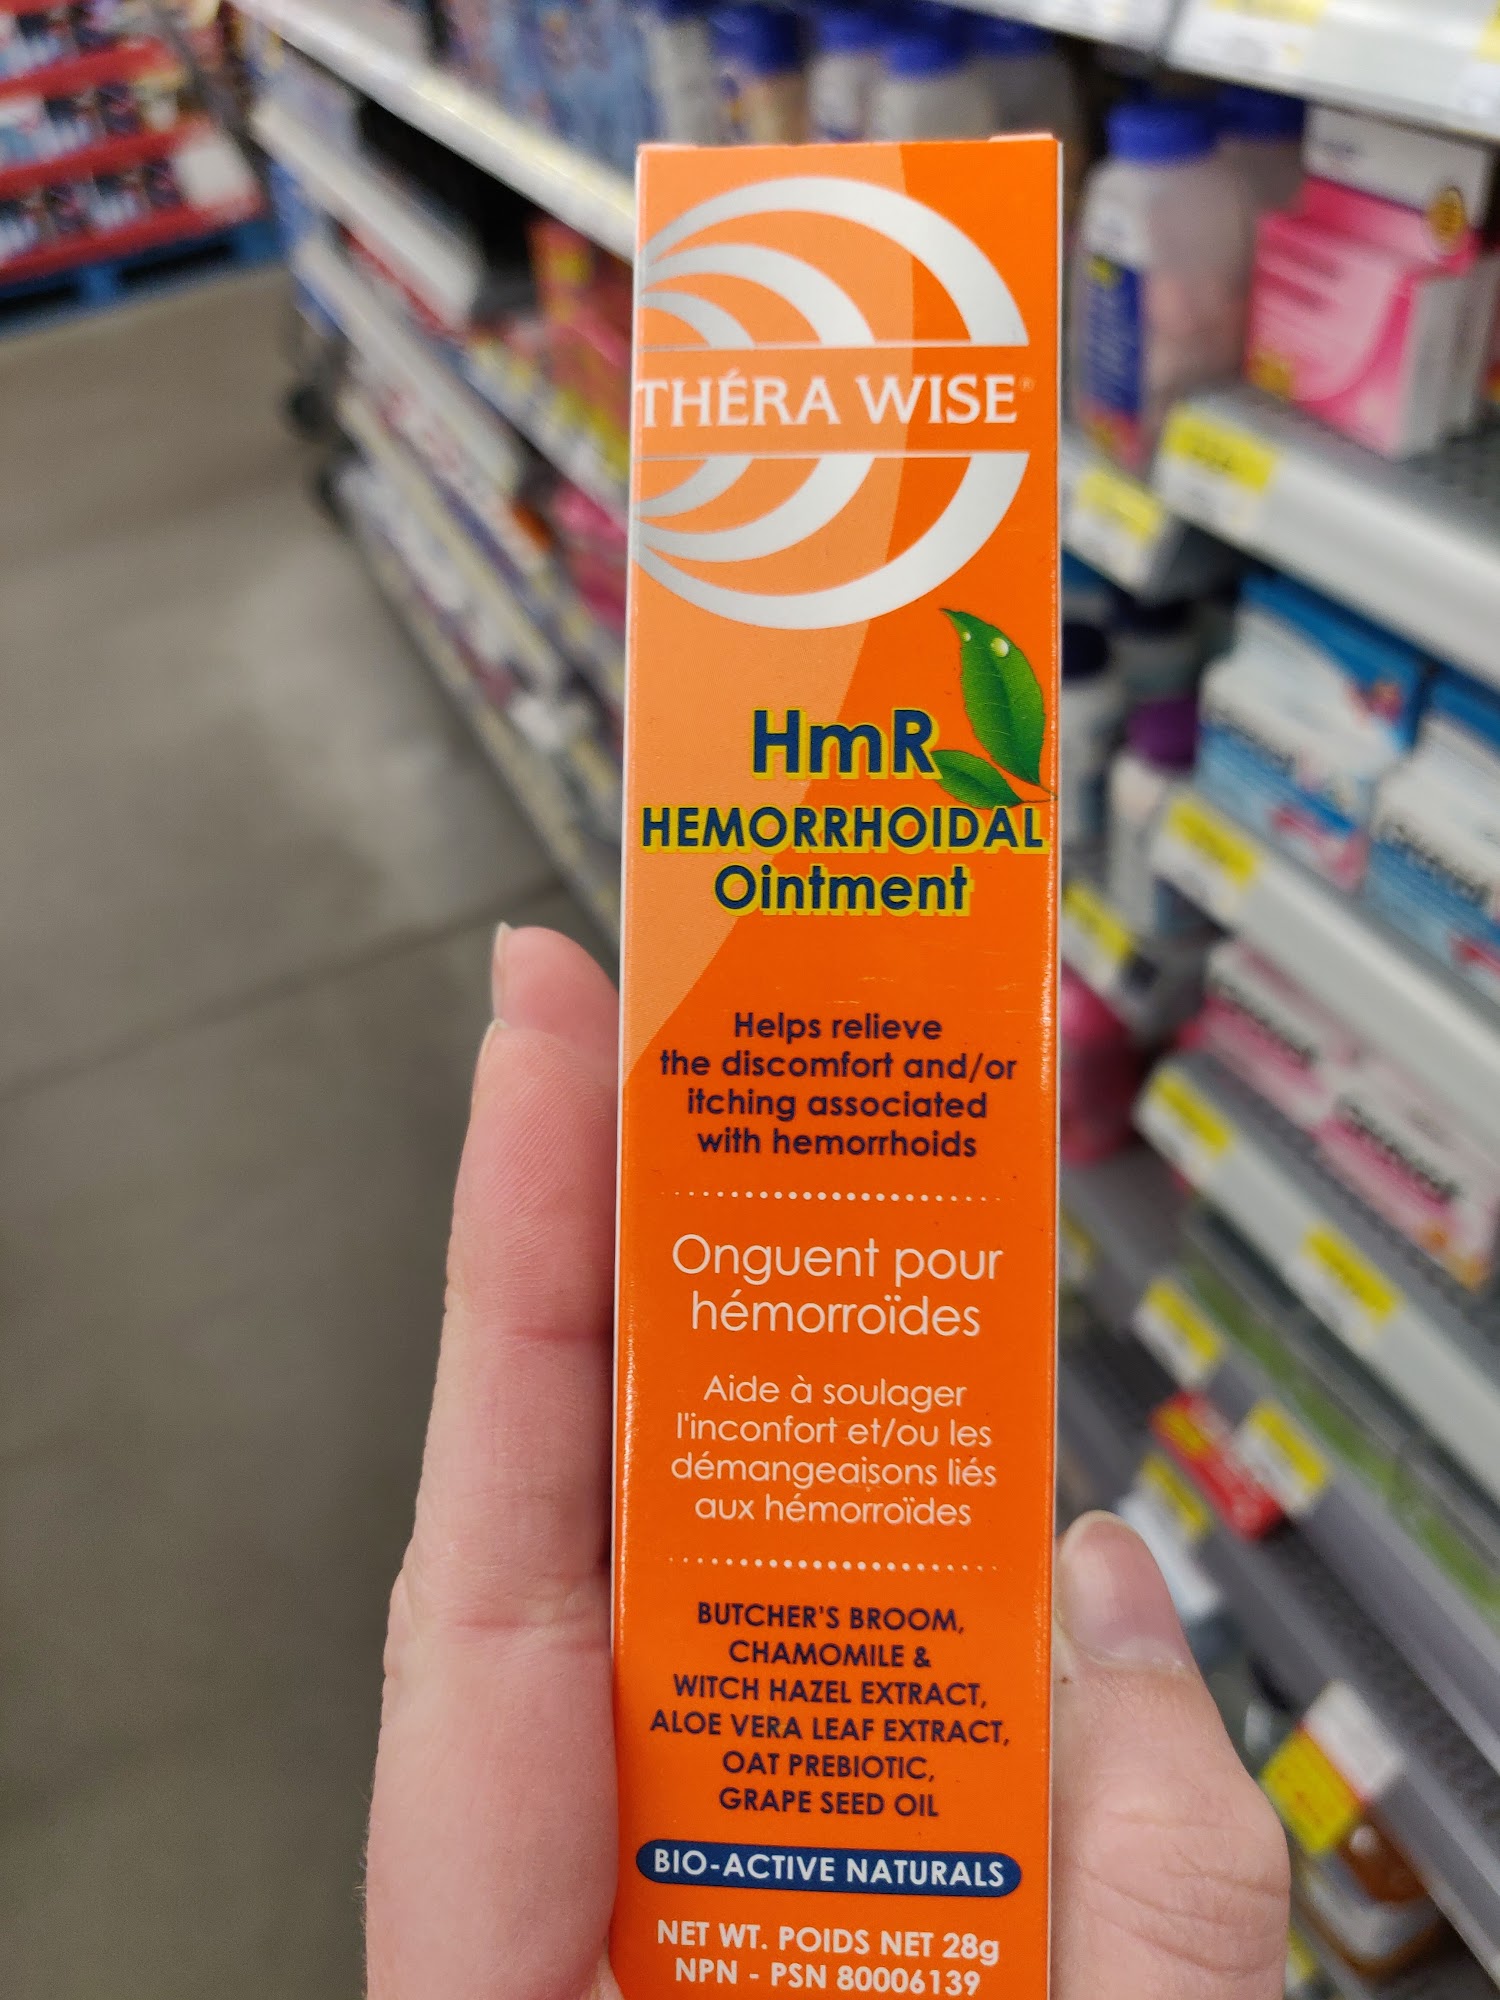 THÉRA WISE®
HmR
HEMORRHOIDAL
Ointment
Helps relieve
the discomfort and/or
itching associated
with hemorrhoids
Onguent pour
hémorroïdes
Aide à soulager
l'inconfort et/ou les
démangeaisons liés
aux hémorroïdes
BUTCHER'S BROOM,
CHAMOMILE &
WITCH HAZEL EXTRACT,
ALOE VERA LEAF EXTRACT,
OAT PREBIOTIC,
GRAPE SEED OIL
BIO-ACTIVE NATURALS
NET WT. POIDS NET 28g
NPN - PSN 80006139